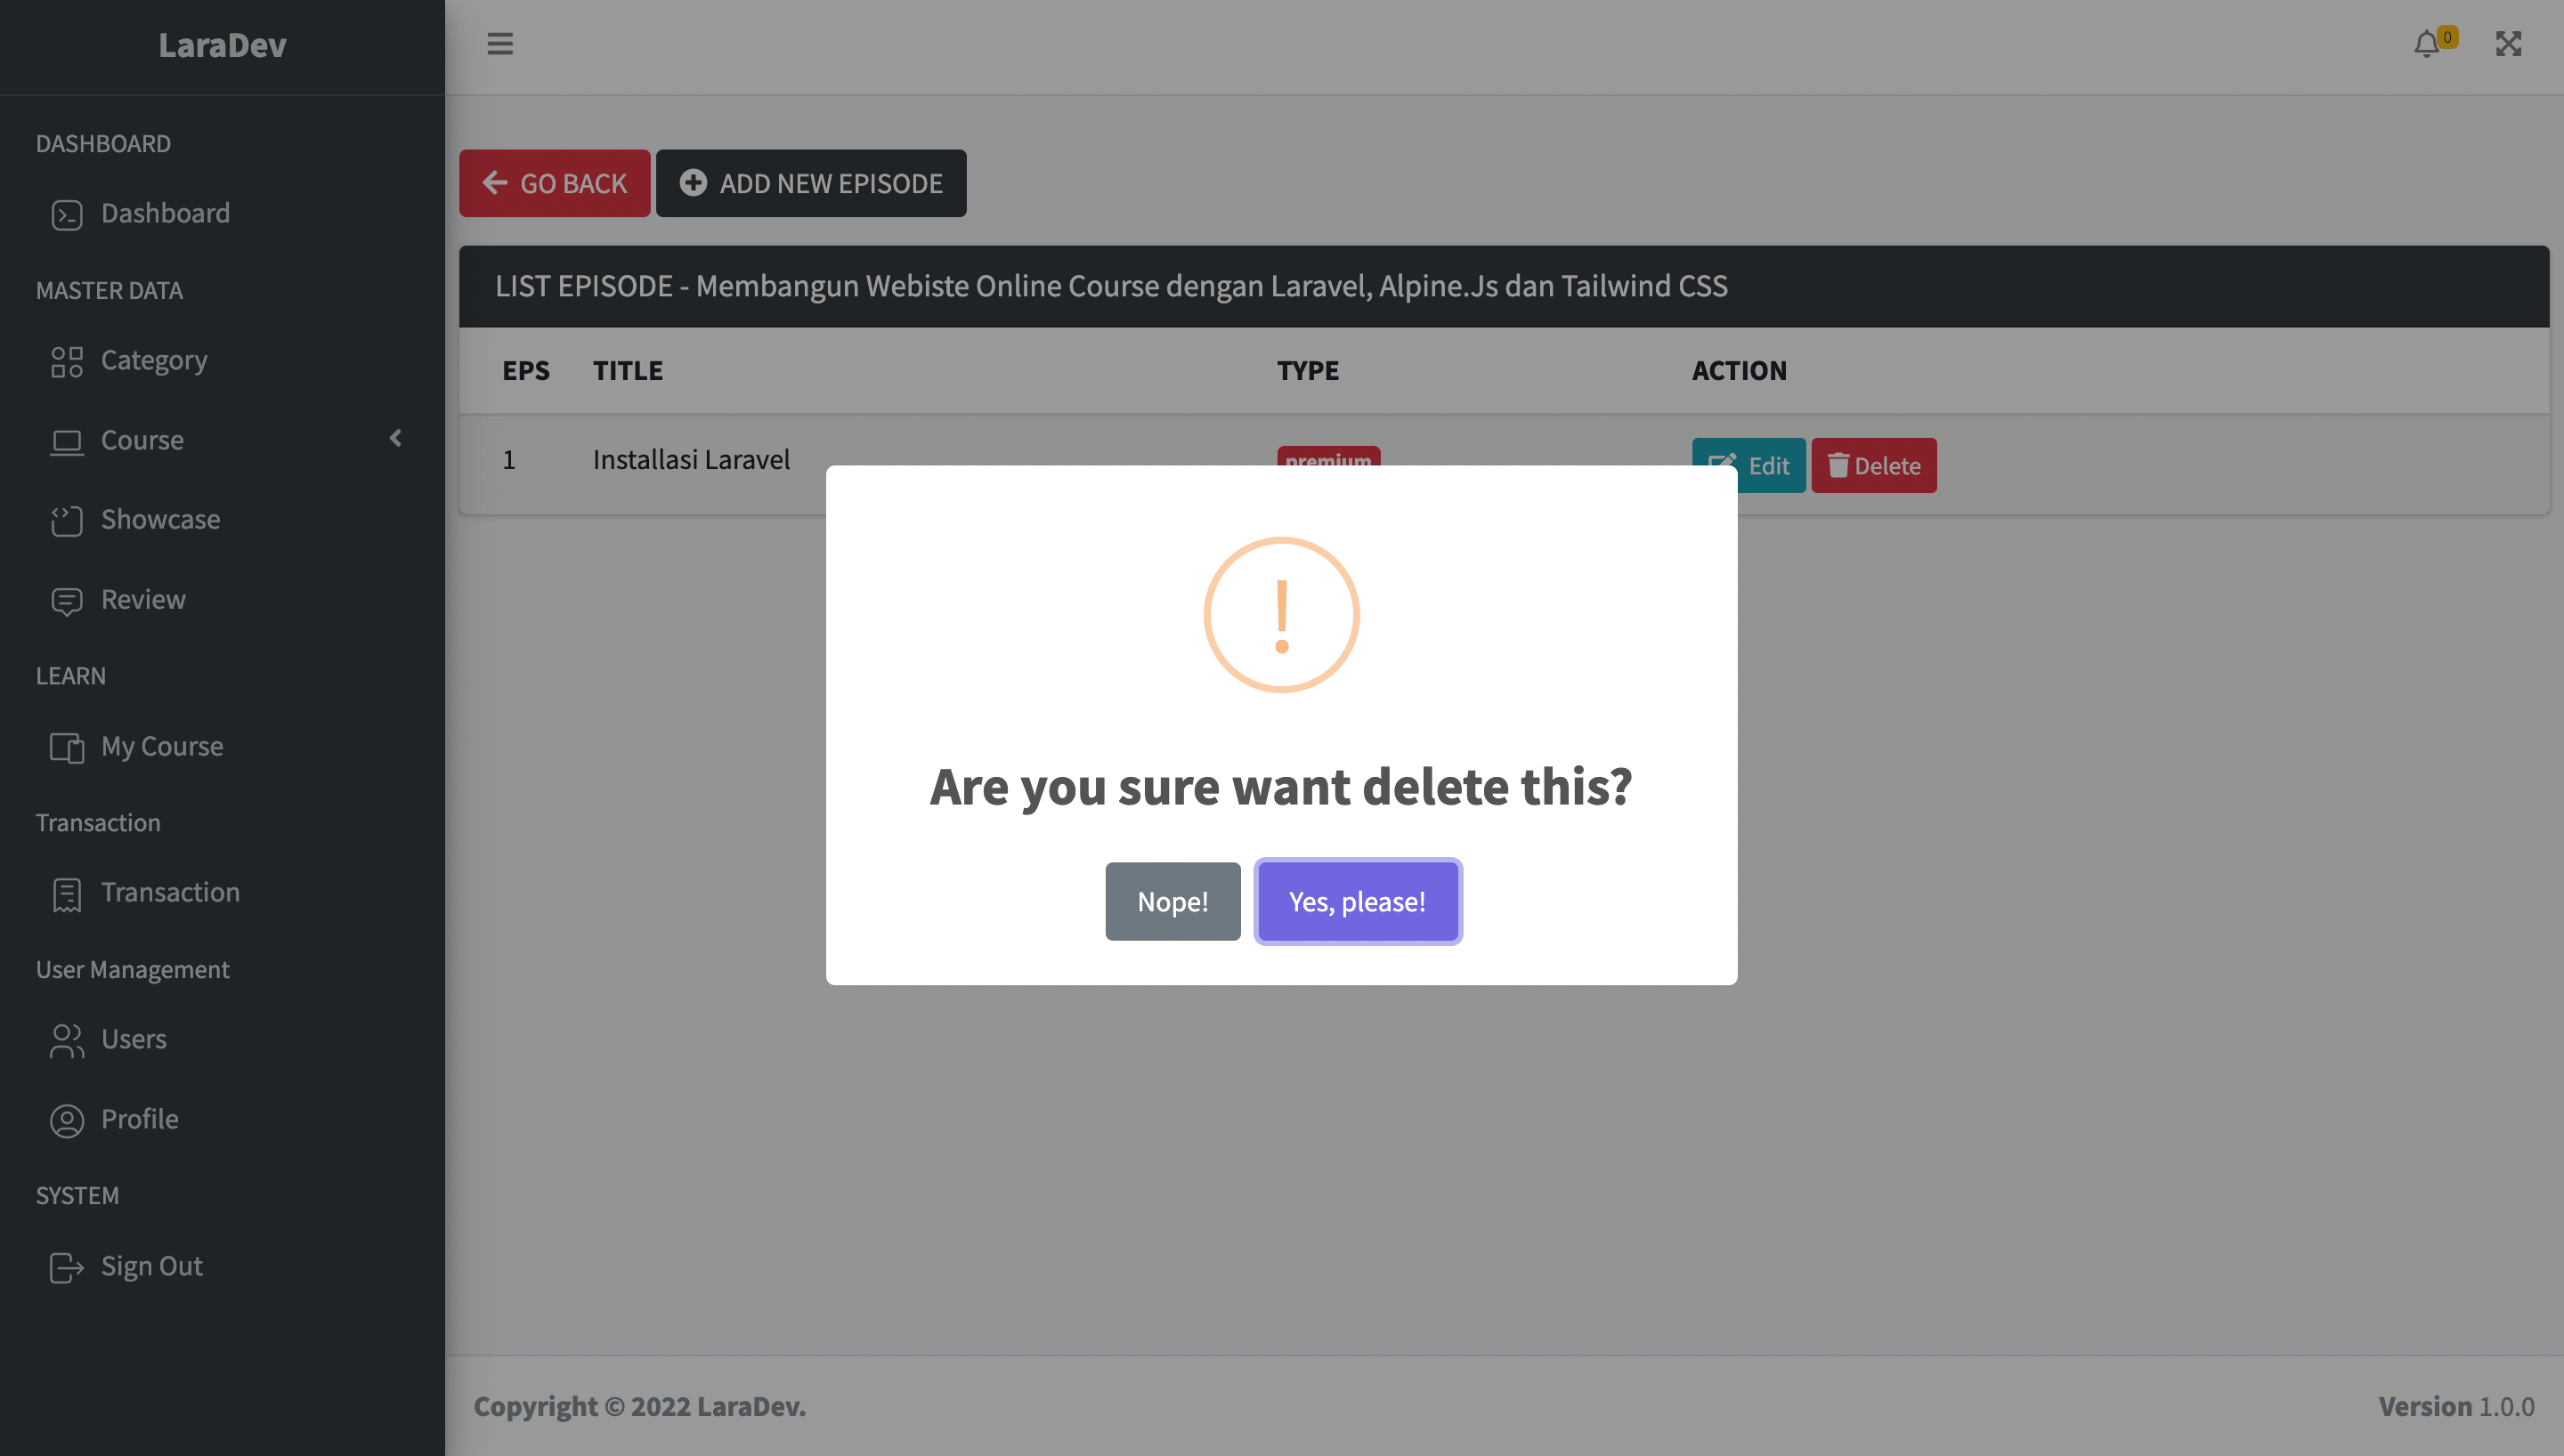 LaraDev
0
DASHBOARD
Dashboard
MASTER DATA
Category
Course
Showcase
Review
LEARN
My Course
Transaction
Transaction
User Management
Users
Profile
SYSTEM
Sign Out
GO BACK
ADD NEW EPISODE
LIST EPISODE - Membangun Webiste Online Course dengan Laravel, Alpine.Js dan Tailwind CSS
EPS TITLE TYPE ACTION
1 Installasi Laravel premium Edit Delete
!
Are you sure want delete this?
Nope! Yes, please!
Copyright © 2022 LaraDev. Version 1.0.0